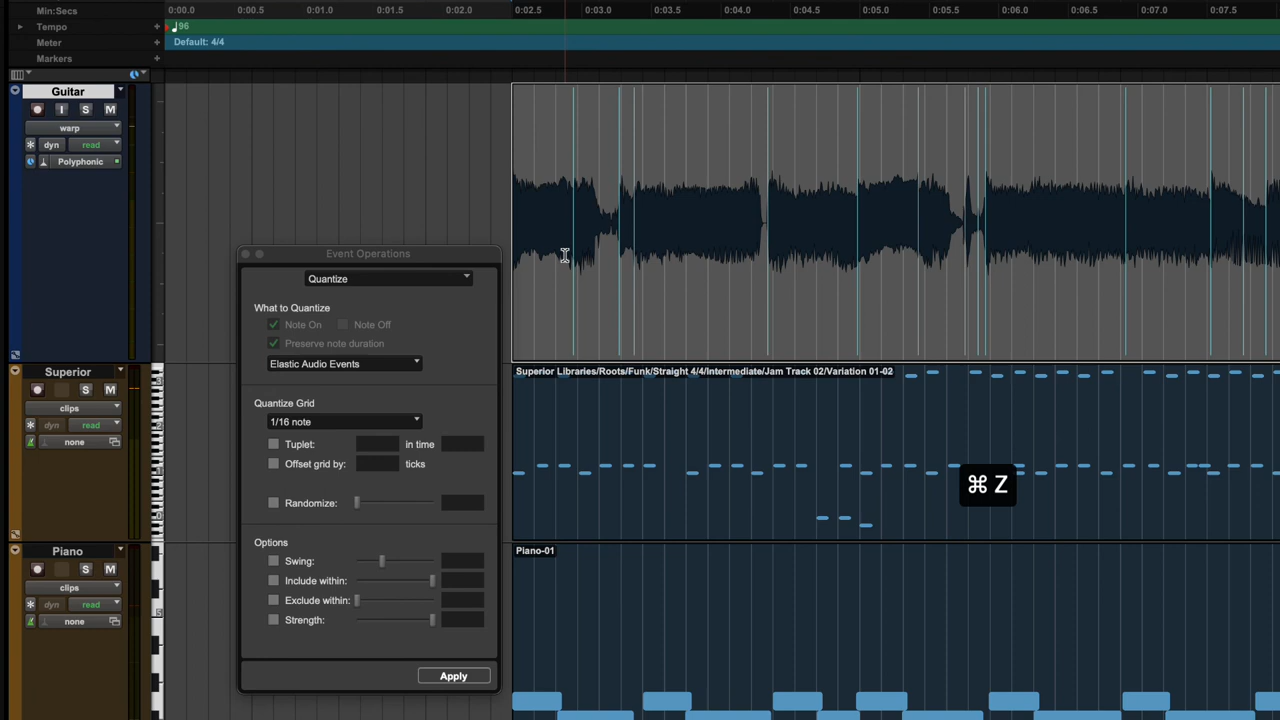 Min:Secs
0:00.0 0:00.5 0:01.0 0:01.5 0:02.0 0:02.5 0:03.0 0:03.5 0:04.0 0:04.5 0:05.0 0:05.5 0:06.0 0:06.5 0:07.0 0:07.5
Tempo
96
Meter
Default: 4/4
Markers
Guitar
I S M
warp
dyn read
Polyphonic
Event Operations
Quantize
What to Quantize
Note On Note Off
Preserve note duration
Elastic Audio Events
Quantize Grid
1/16 note
Tuplet: in time
Offset grid by: ticks
Randomize:
Options
Swing:
Include within:
Exclude within:
Strength:
Apply
Superior
S M
clips
dyn read
none
Superior Libraries/Roots/Funk/Straight 4/4/Intermediate/Jam Track 02/Variation 01-02
⌘ Z
Piano
S M
clips
dyn read
none
Piano-01